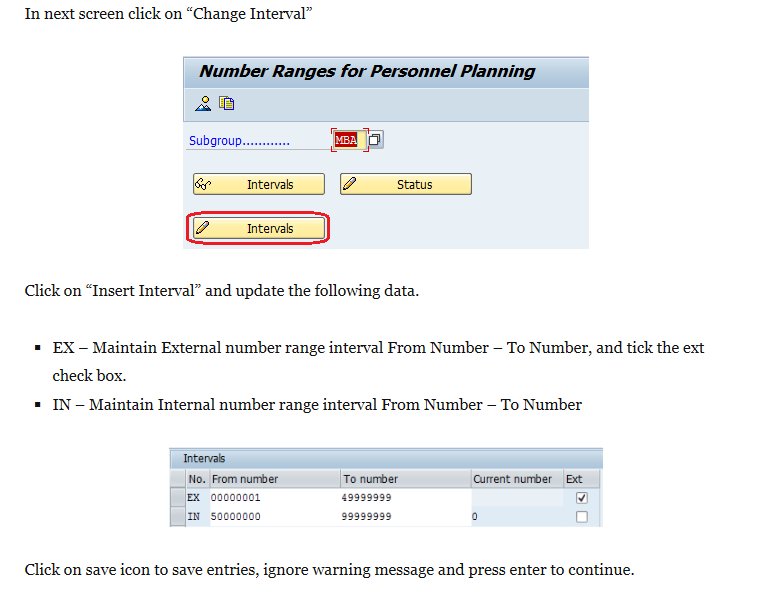 In next screen click on “Change Interval”
Number Ranges for Personnel Planning
Subgroup............ MBA
Intervals Status
Intervals
Click on “Insert Interval” and update the following data.
▪ EX – Maintain External number range interval From Number – To Number, and tick the ext
check box.
▪ IN – Maintain Internal number range interval From Number – To Number
Intervals
No. From number To number Current number Ext
EX 00000001 49999999
IN 50000000 99999999 0
Click on save icon to save entries, ignore warning message and press enter to continue.